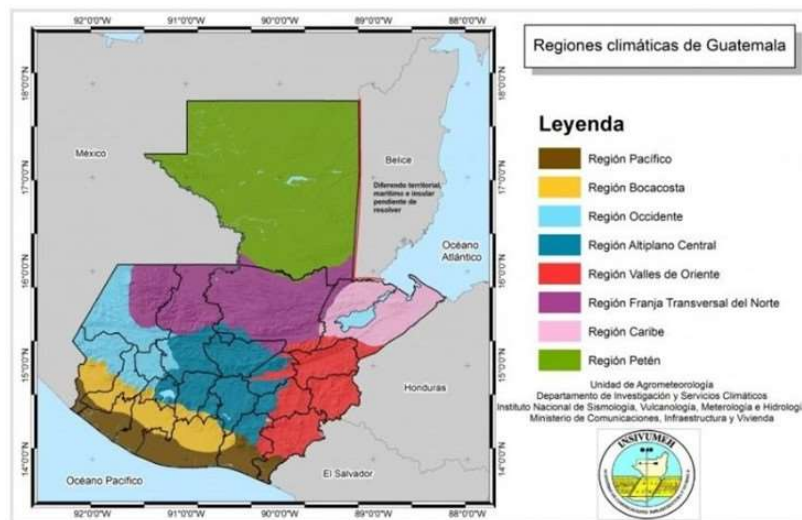 Regiones climáticas de Guatemala
92°0'0"W 91°0'0"W 90°0'0"W 89°0'0"W 88°0'0"W
18°0'0"N
17°0'0"N
16°0'0"N
15°0'0"N
14°0'0"N
México
Belice
Diferendo territorial,
marítimo e insular
pendiente de
resolver
Océano
Atlántico
Honduras
El Salvador
Océano Pacífico
18°0'0"N
17°0'0"N
16°0'0"N
15°0'0"N
14°0'0"N
92°0'0"W 91°0'0"W 90°0'0"W 89°0'0"W 88°0'0"W
Leyenda
Región Pacífico
Región Bocacosta
Región Occidente
Región Altiplano Central
Región Valles de Oriente
Región Franja Transversal del Norte
Región Caribe
Región Petén
Unidad de Agrometeorología
Departamento de Investigación y Servicios Climáticos
Instituto Nacional de Sismología, Vulcanología, Meterología e Hidrologí
Ministerio de Comunicaciones, Infraestructura y Vivienda
INSIVUMEH